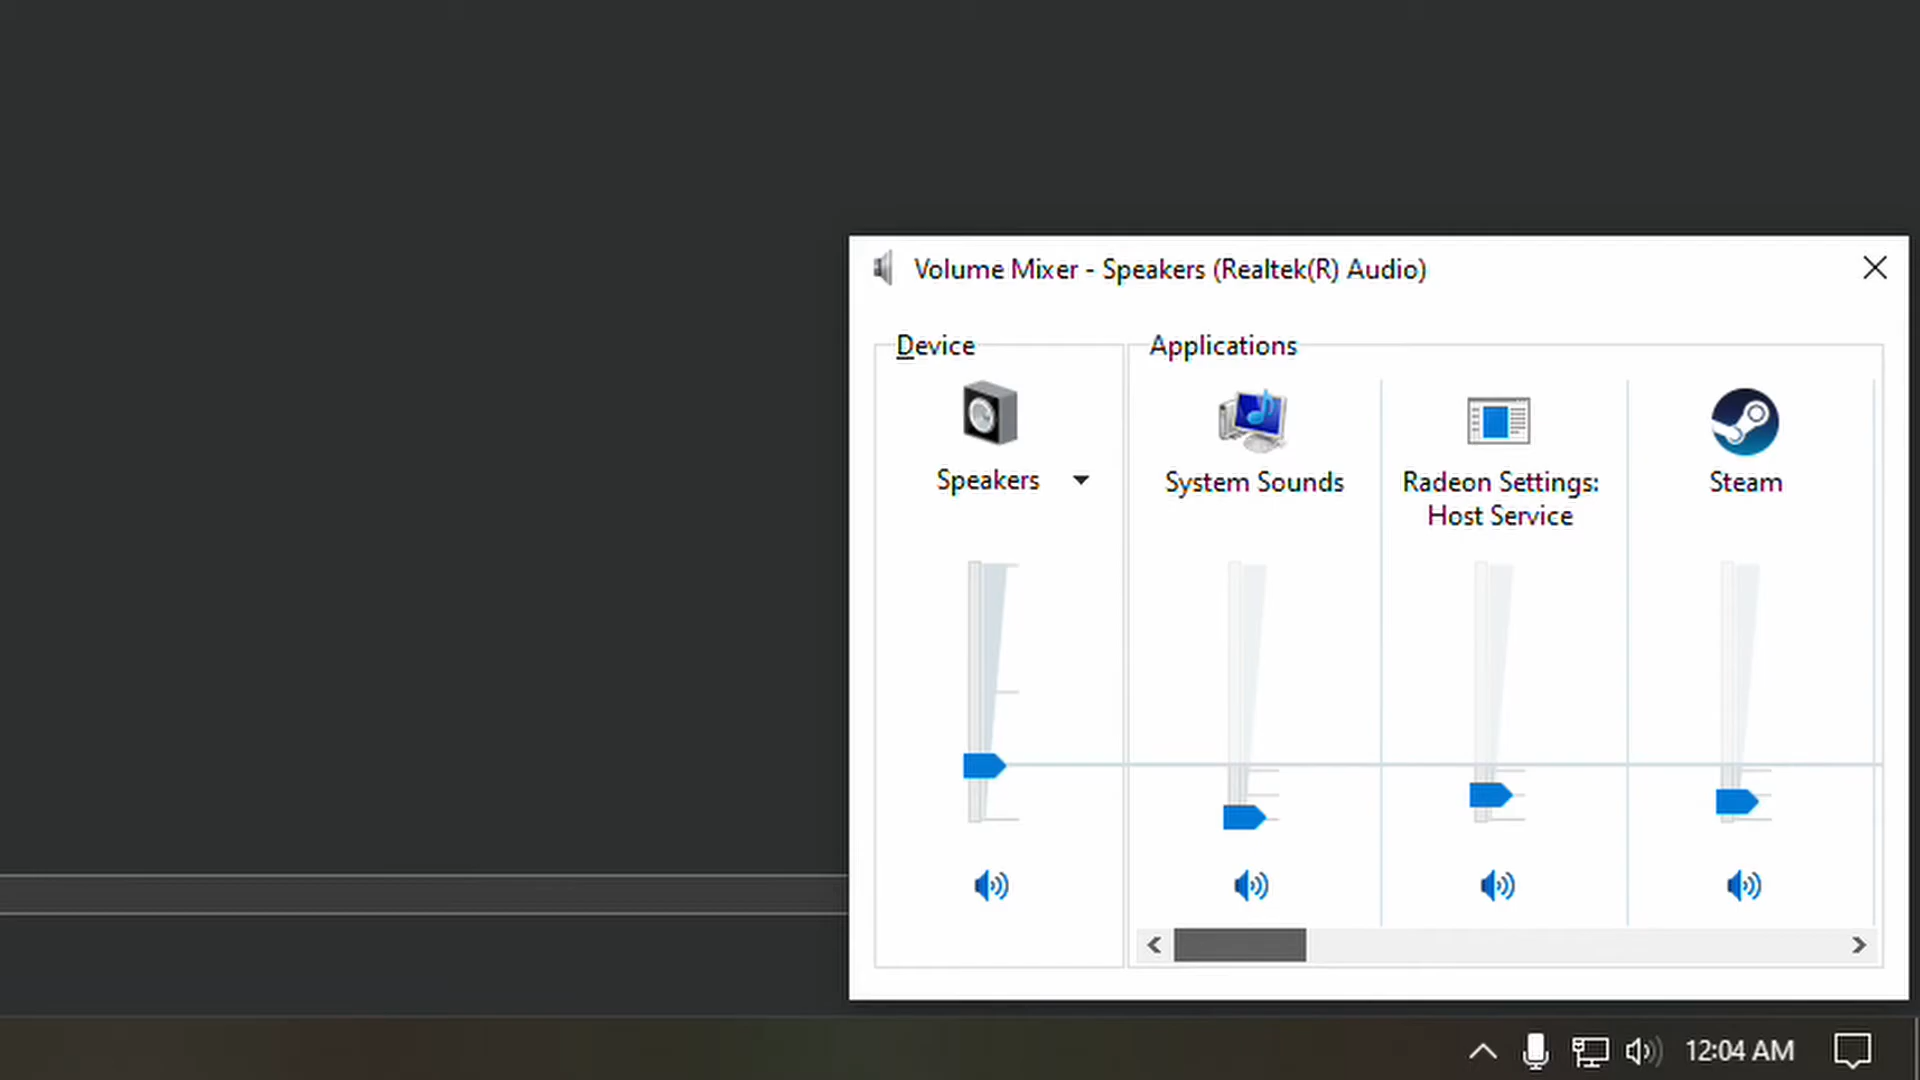 Volume Mixer - Speakers (Realtek(R) Audio)
Device
Applications
Speakers
System Sounds
Radeon Settings:
Host Service
Steam
12:04 AM